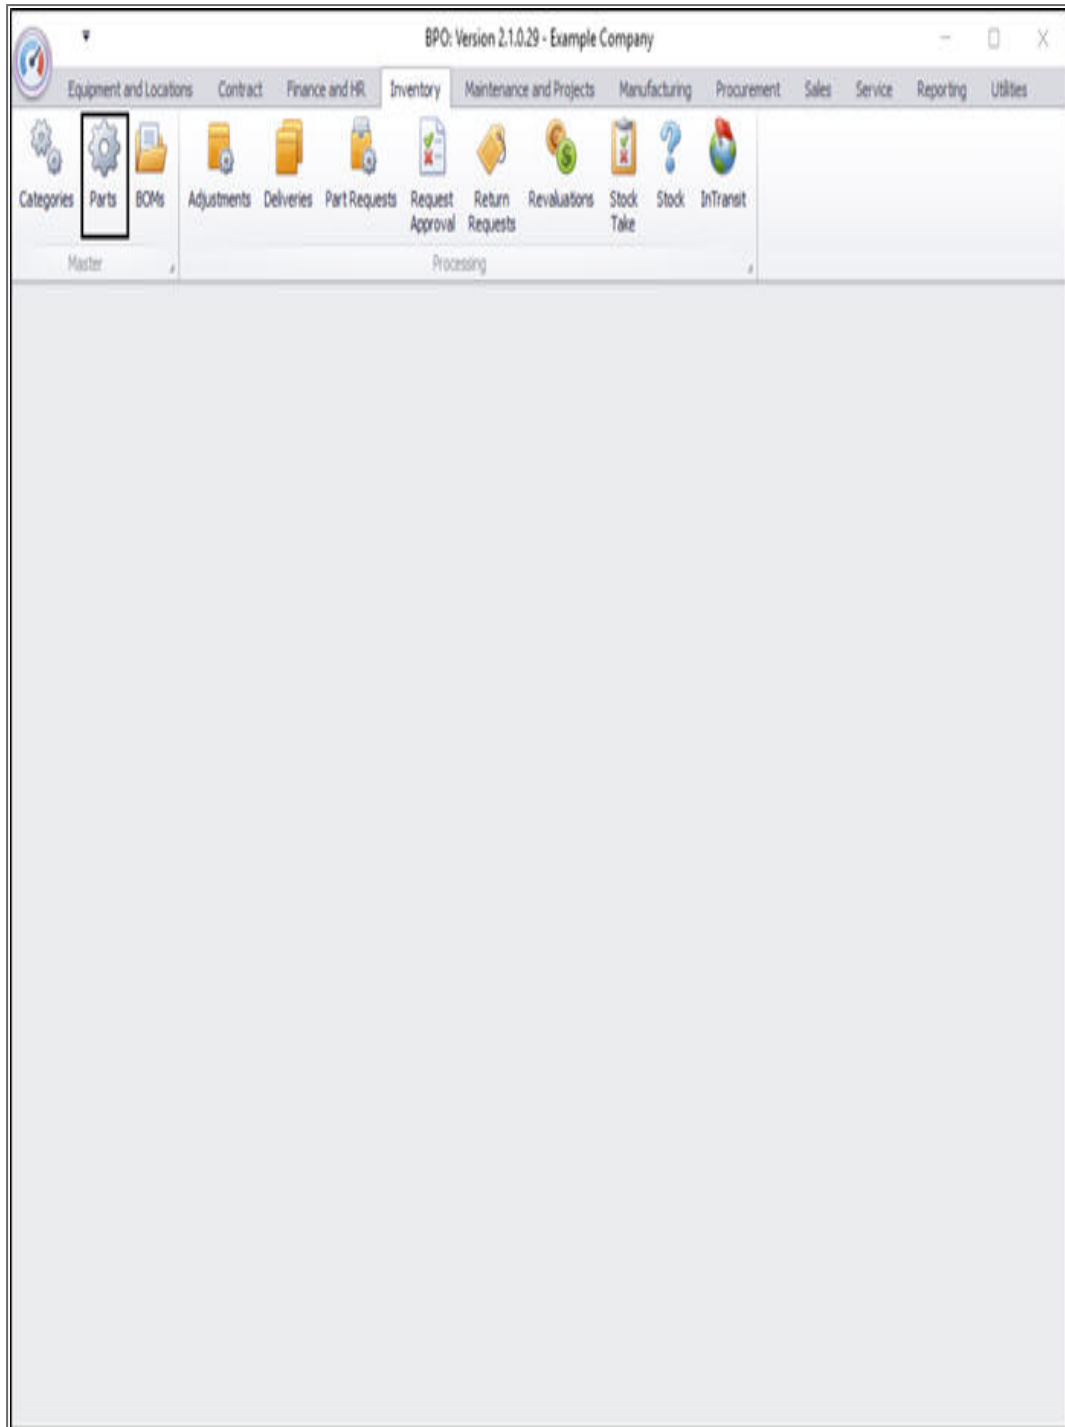 BPO: Version 2.1.0.29 - Example Company
Equipment and Locations Contract Finance and HR Inventory Maintenance and Projects Manufacturing Procurement Sales Service Reporting Utilities
Categories Parts BOMs Adjustments Deliveries Part Requests Request Approval Return Requests Revaluations Stock Take Stock InTransit
Master Processing